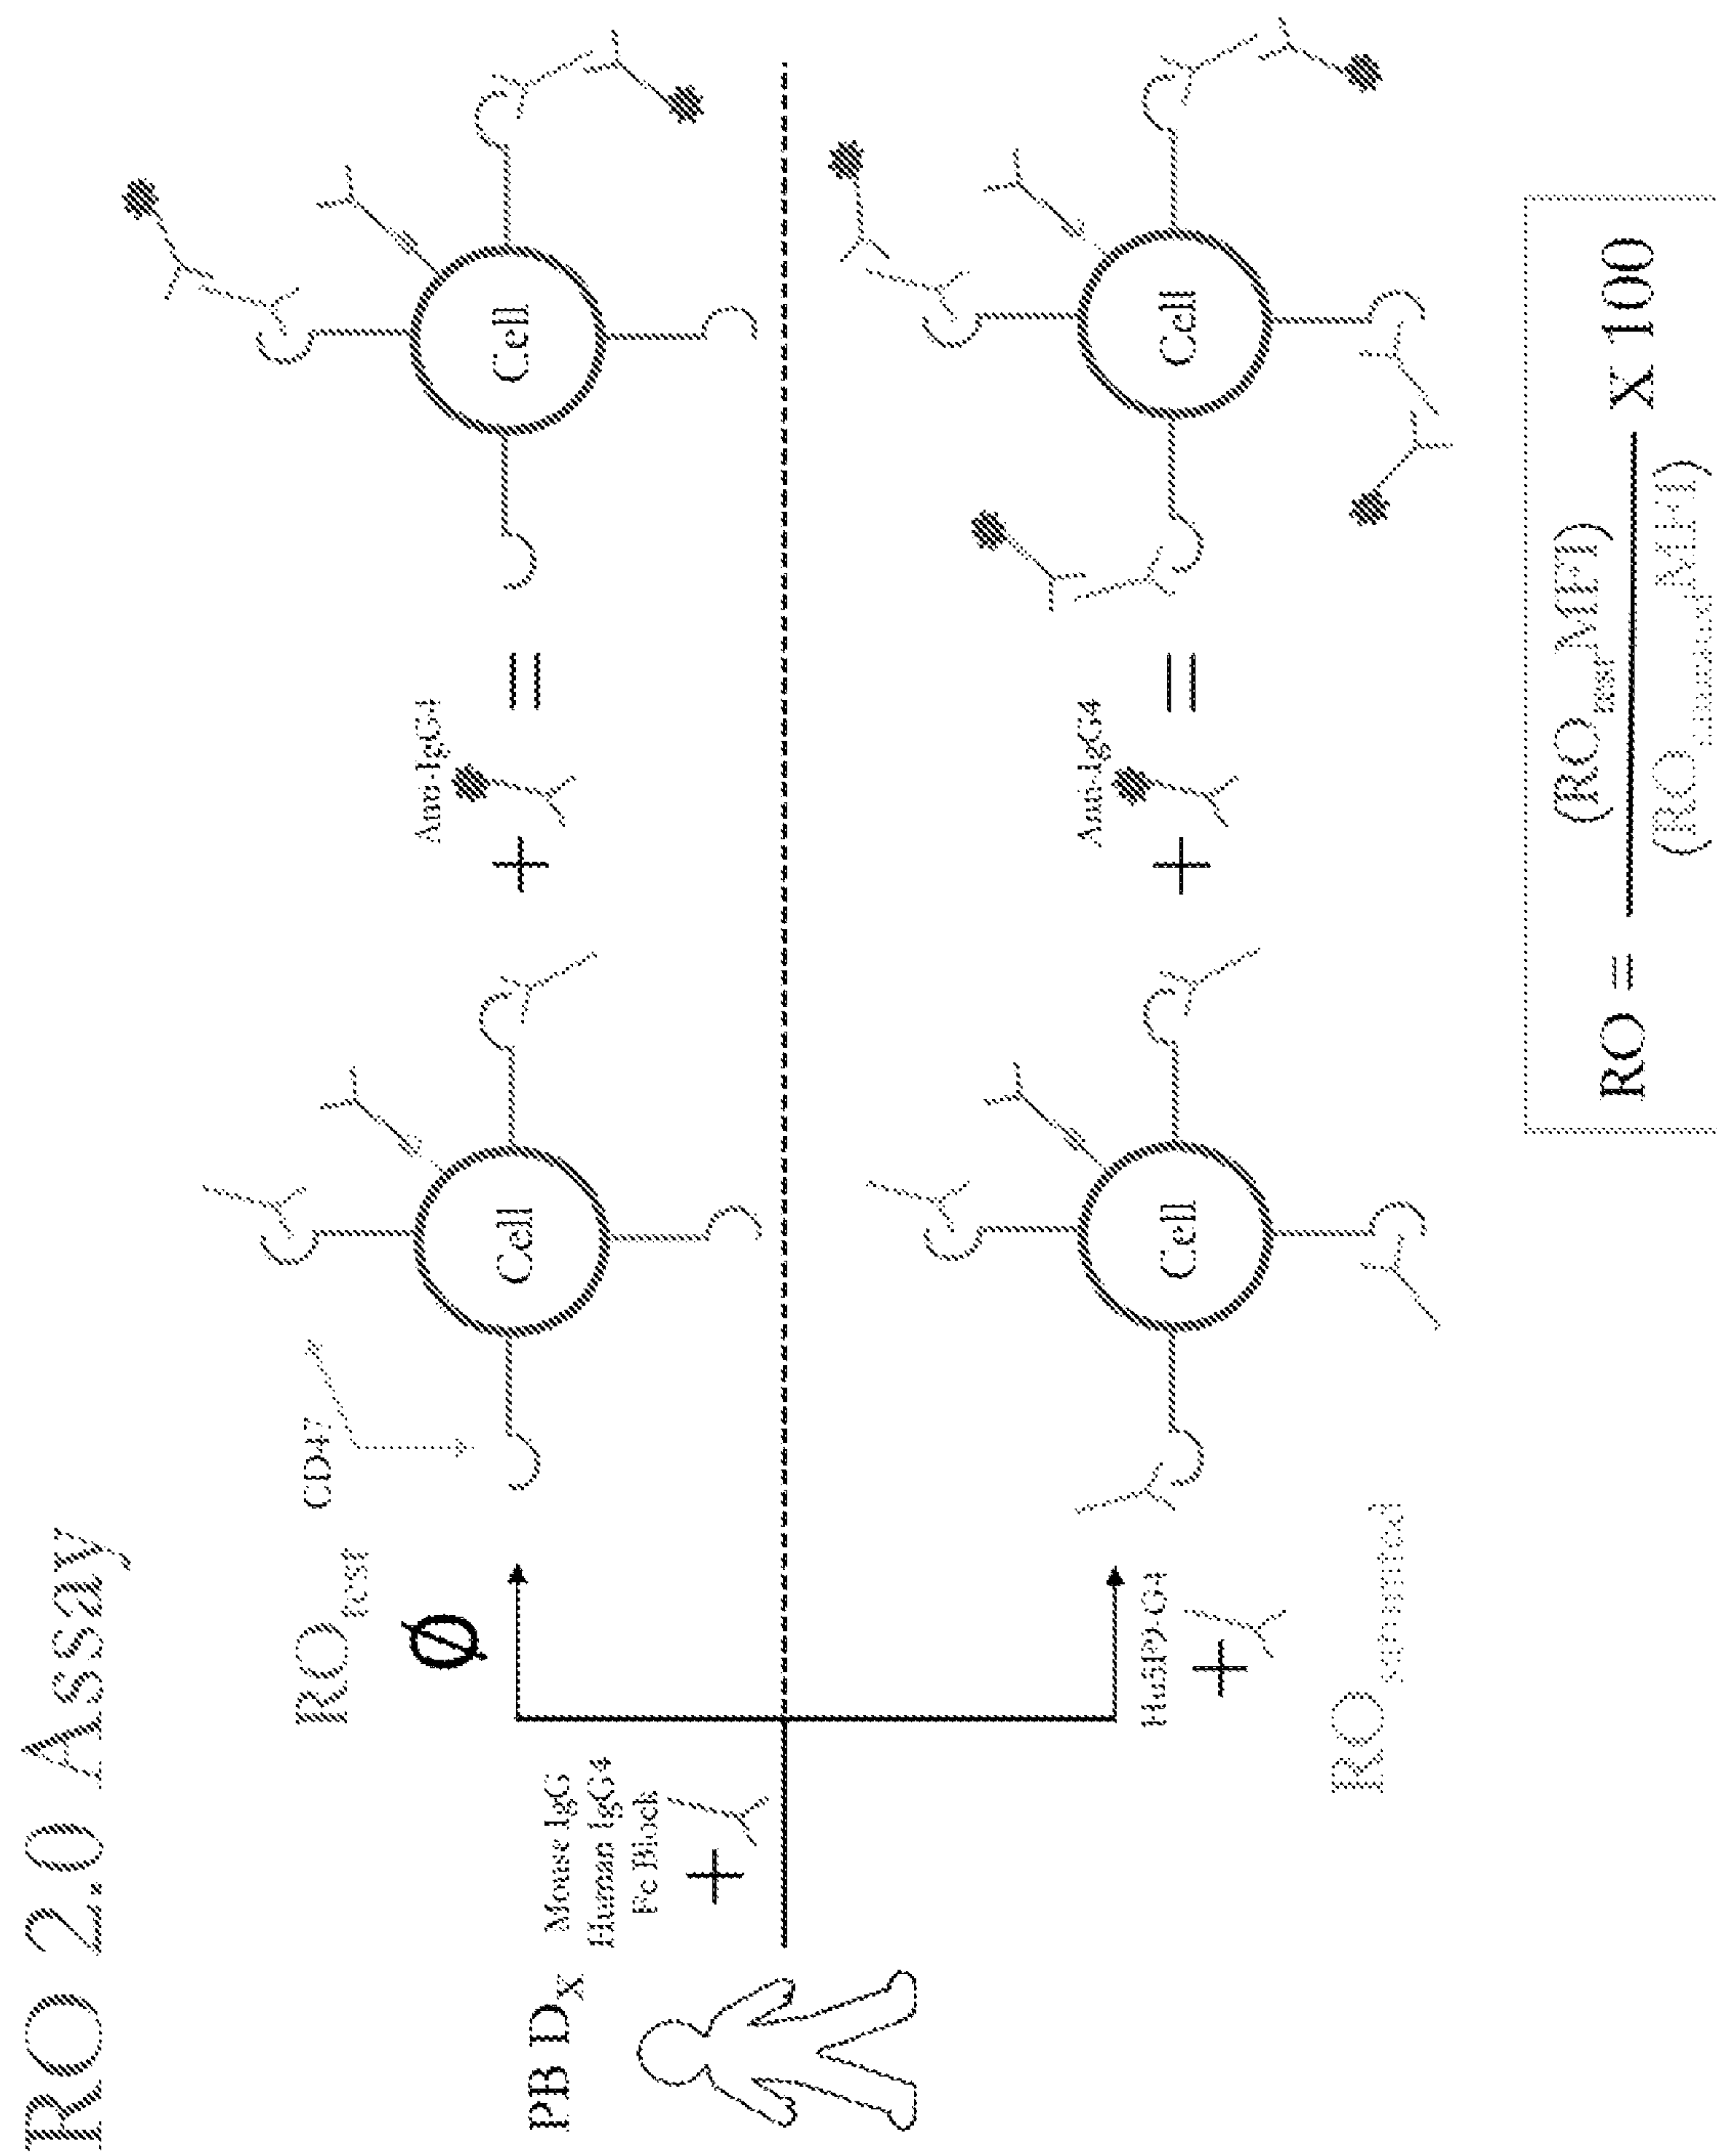 RO 2.0 Assay
PB Dx
Mouse IgG
Human IgG4
Fc Block
+
ROtest
Ø
CD47
Cell
+
Anti-IgG4
=
Cell
Hu5F9-G4
+
ROsaturated
Cell
+
Anti-IgG4
=
Cell
RO =
(ROtest MFI)
(ROsaturated MFI)
X 100